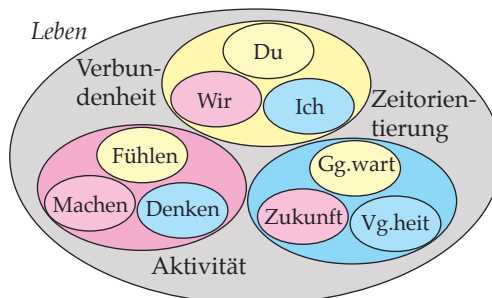 Leben
Du
Verbun-
denheit
Wir
Ich
Zeitorien-
tierung
Fühlen
Machen
Denken
Gg.wart
Zukunft
Vg.heit
Aktivität